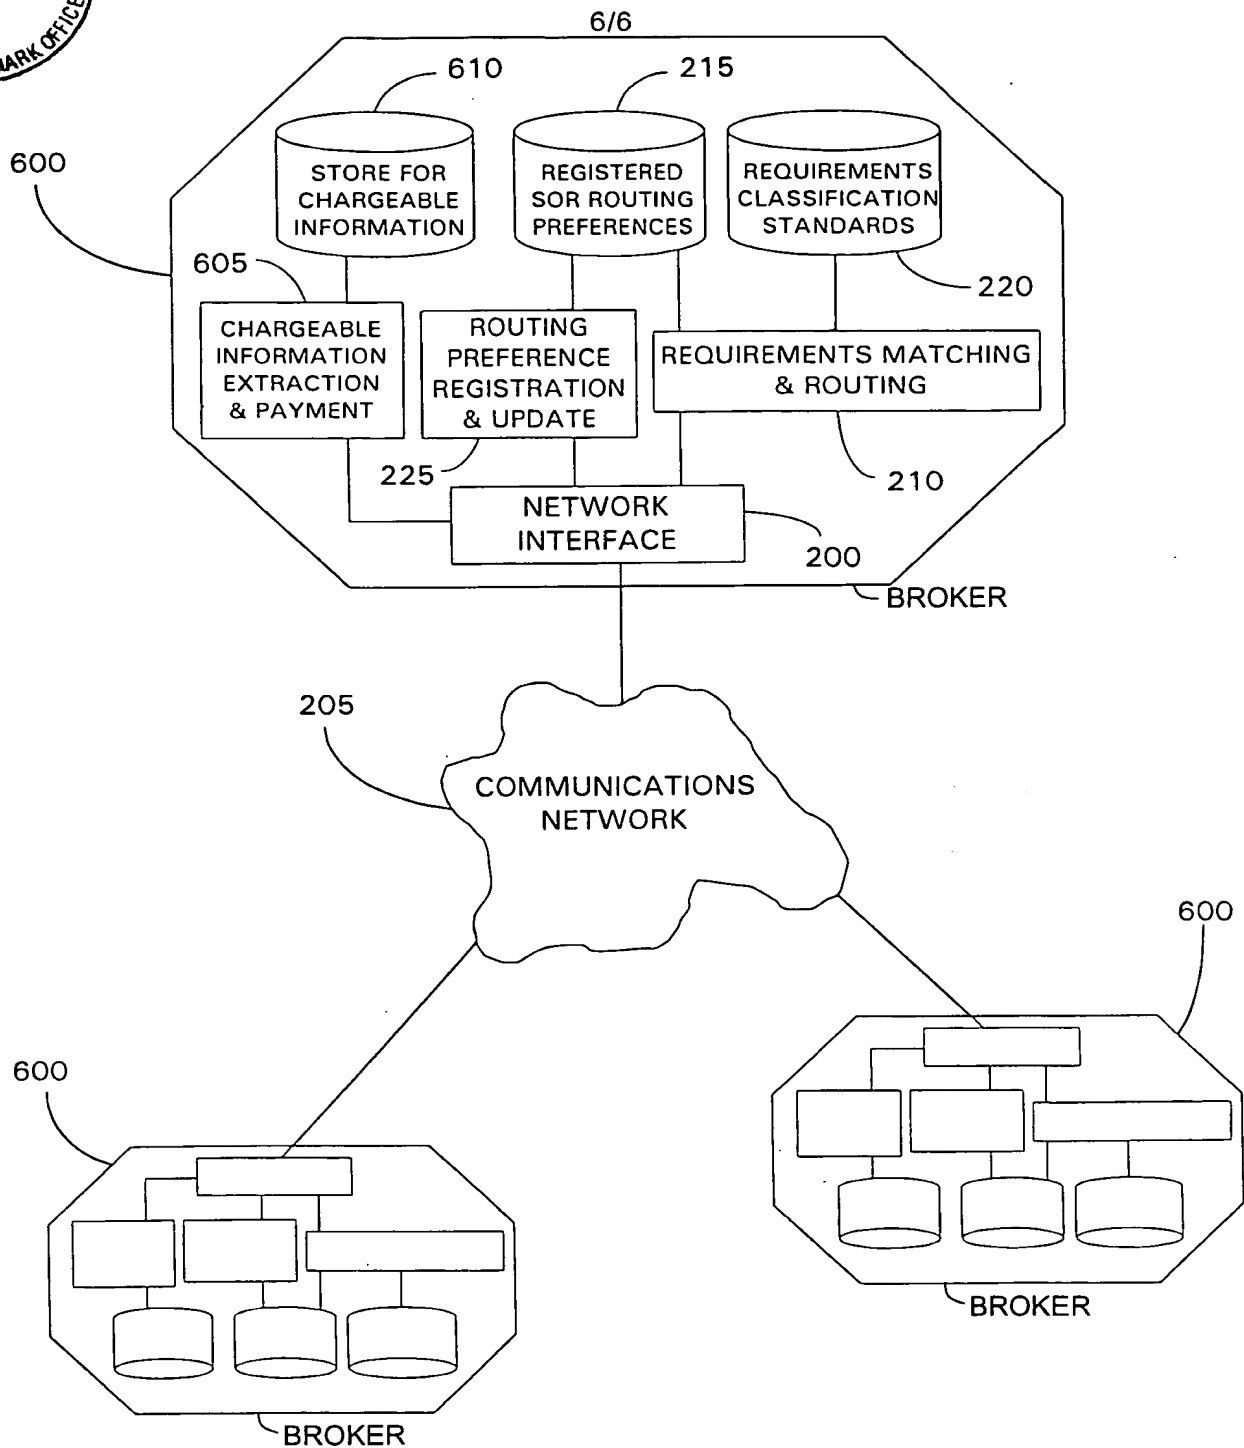 6/6
MARK OFFICE
610
215
600
STORE FOR
CHARGEABLE
INFORMATION
REGISTERED
SOR ROUTING
PREFERENCES
REQUIREMENTS
CLASSIFICATION
STANDARDS
605
220
CHARGEABLE
INFORMATION
EXTRACTION
& PAYMENT
ROUTING
PREFERENCE
REGISTRATION
& UPDATE
REQUIREMENTS MATCHING
& ROUTING
225
210
NETWORK
INTERFACE
200
BROKER
205
COMMUNICATIONS
NETWORK
600
600
BROKER
BROKER